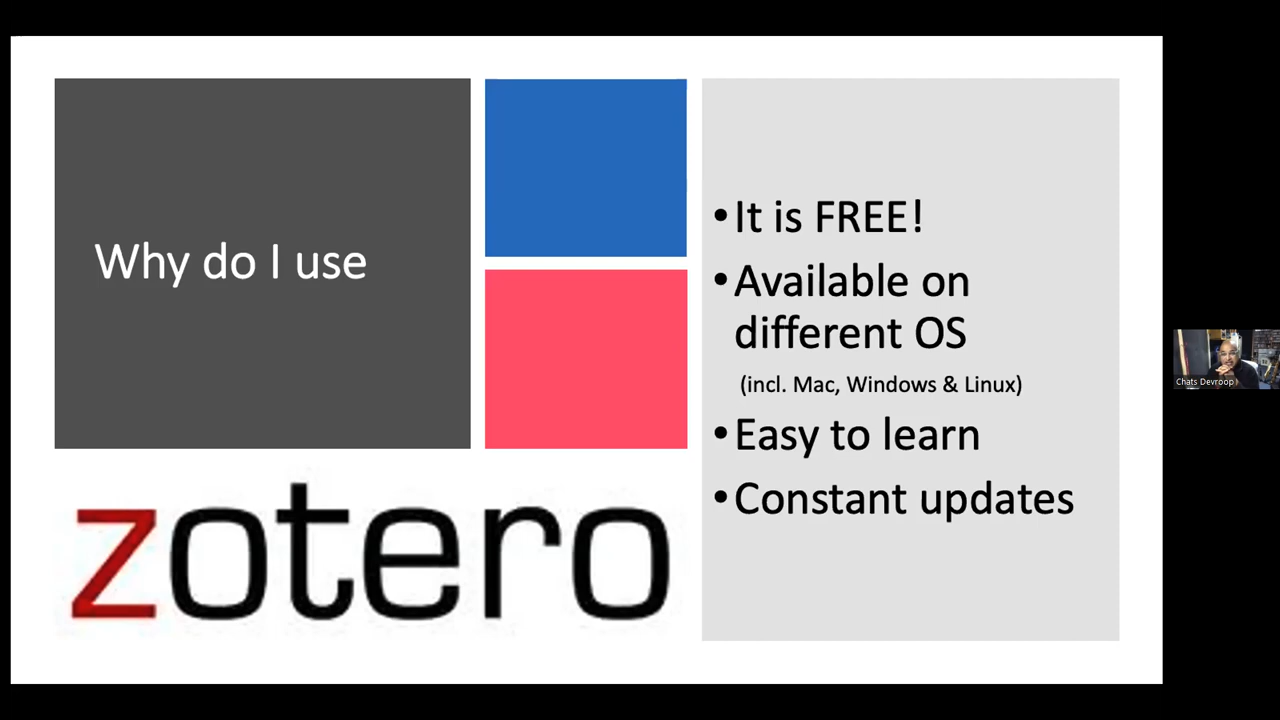 Why do I use
zotero
•It is FREE!
•Available on
different OS
(incl. Mac, Windows & Linux)
•Easy to learn
•Constant updates
Chats Devroop